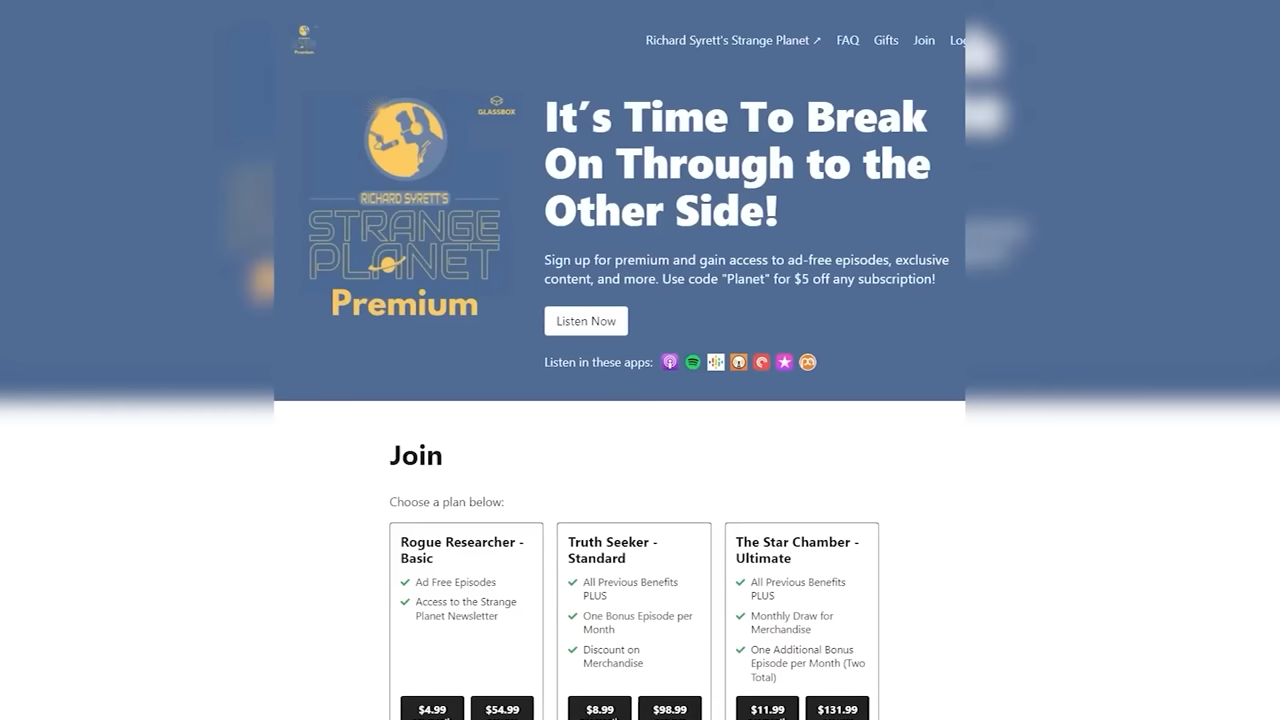 Premium
Richard Syrett's Strange Planet ↗ FAQ Gifts Join
GLASSBOX
RICHARD SYRETT'S
STRANGE
PLANET
Premium
It's Time To Break
On Through to the
Other Side!
Sign up for premium and gain access to ad-free episodes, exclusive
content, and more. Use code "Planet" for $5 off any subscription!
Listen Now
Listen in these apps:
Join
Choose a plan below:
Rogue Researcher -
Basic
Ad Free Episodes
Access to the Strange
Planet Newsletter
$4.99 $54.99
Truth Seeker -
Standard
All Previous Benefits
PLUS
One Bonus Episode per
Month
Discount on
Merchandise
$8.99 $98.99
The Star Chamber -
Ultimate
All Previous Benefits
PLUS
Monthly Draw for
Merchandise
One Additional Bonus
Episode per Month (Two
Total)
$11.99 $131.99